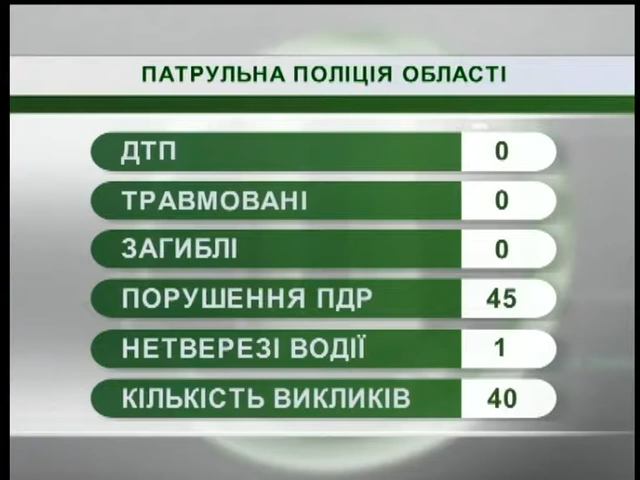 ПАТРУЛЬНА ПОЛІЦІЯ ОБЛАСТІ
ДТП 0
ТРАВМОВАНІ 0
ЗАГИБЛІ 0
ПОРУШЕННЯ ПДР 45
НЕТВЕРЕЗІ ВОДІЇ 1
КІЛЬКІСТЬ ВИКЛИКІВ 40